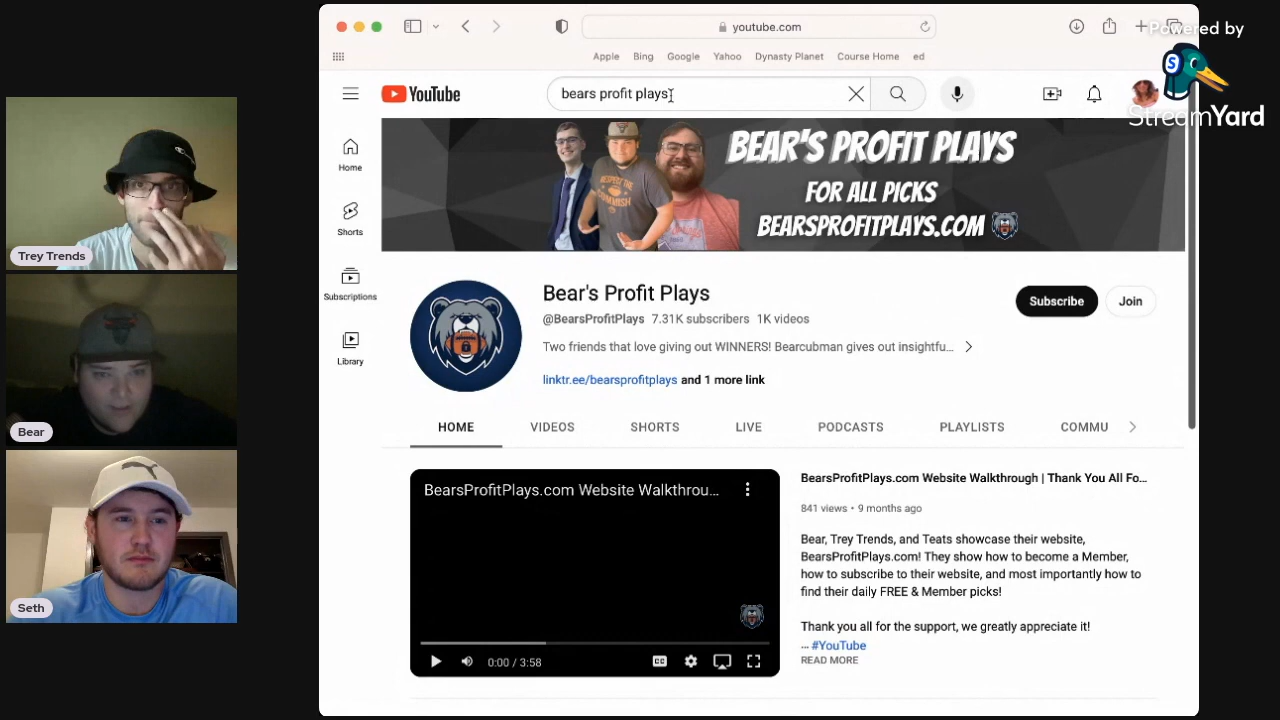 Powered by
StreamYard
youtube.com
Apple Bing Google Yahoo Dynasty Planet Course Home ed
YouTube
bears profit plays
Home
Shorts
Subscriptions
Library
BEAR'S PROFIT PLAYS
FOR ALL PICKS
BEARSPROFITPLAYS.COM
Bear's Profit Plays
@BearsProfitPlays 7.31K subscribers 1K videos
Two friends that love giving out WINNERS! Bearcubman gives out insightfu...
linktr.ee/bearsprofitplays and 1 more link
Subscribe
Join
HOME VIDEOS SHORTS LIVE PODCASTS PLAYLISTS COMMU
BearsProfitPlays.com Website Walkthrou...
0:00 / 3:58
BearsProfitPlays.com Website Walkthrough | Thank You All Fo...
841 views • 9 months ago
Bear, Trey Trends, and Teats showcase their website,
BearsProfitPlays.com! They show how to become a Member,
how to subscribe to their website, and most importantly how to
find their daily FREE & Member picks!
Thank you all for the support, we greatly appreciate it!
... #YouTube
READ MORE
Trey Trends
Bear
Seth